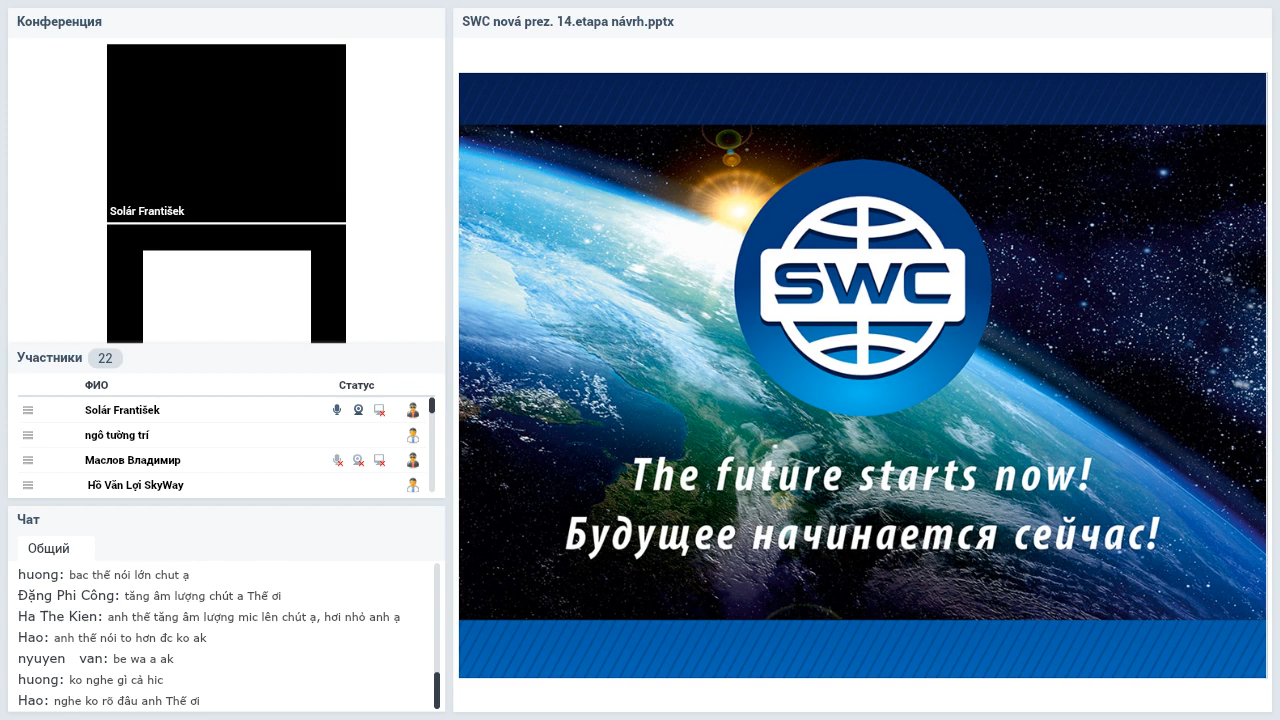 Конференция
Solár František
Участники 22
ФИО Статус
Solár František
ngô tường trí
Маслов Владимир
Hồ Văn Lợi SkyWay
Чат
Общий
huong: bac thế nói lớn chut ạ
Đặng Phi Công: tăng âm lượng chút a Thế ơi
Ha The Kien: anh thế tăng âm lượng mic lên chút ạ, hơi nhỏ anh ạ
Hao: anh thế nói to hơn đc ko ak
nyuyen van: be wa a ak
huong: ko nghe gì cả hic
Hao: nghe ko rõ đâu anh Thế ơi
SWC nová prez. 14.etapa návrh.pptx
SWC
The future starts now!
Будущее начинается сейчас!